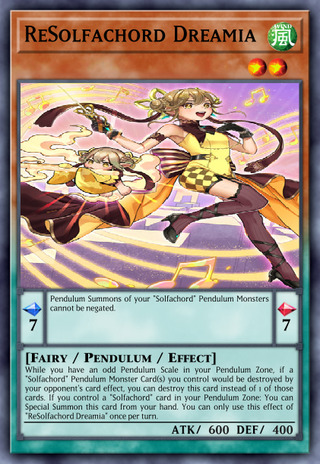 ReSolfachord Dreamia
WIND
風
Pendulum Summons of your "Solfachord" Pendulum Monsters
cannot be negated.
7
7
[Fairy / Pendulum / Effect]
While you have an odd Pendulum Scale in your Pendulum Zone, if a
"Solfachord" Pendulum Monster Card(s) you control would be destroyed
by your opponent's card effect, you can destroy this card instead of 1 of those
cards. If you control a "Solfachord" card in your Pendulum Zone: You can
Special Summon this card from your hand. You can only use this effect of
"ReSolfachord Dreamia" once per turn.
ATK/ 600 DEF/ 400